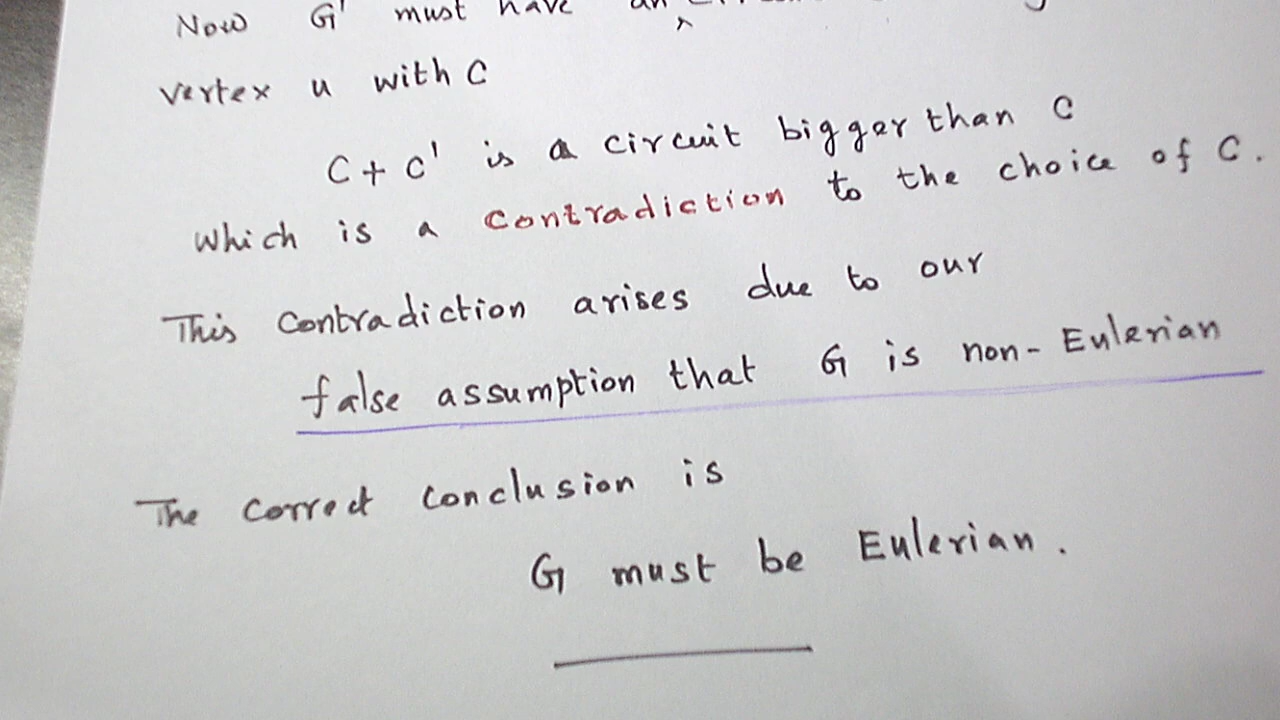 Now G' must have an
vertex u with C
C + C' is a circuit bigger than C
which is a contradiction to the choice of C.
This contradiction arises due to our
false assumption that G is non-Eulerian
The correct conclusion is
G must be Eulerian.